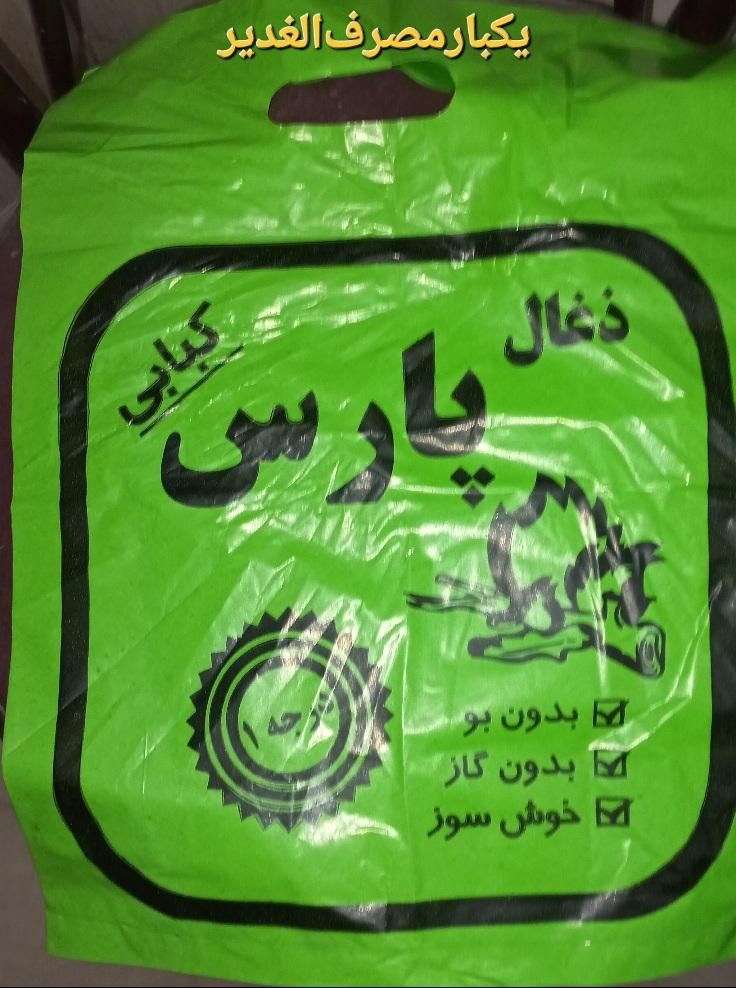 یکبارمصرف‌الغدیر
ذغال
پارس
کبابی
بدون بو
بدون گاز
خوش سوز
درجه ۱